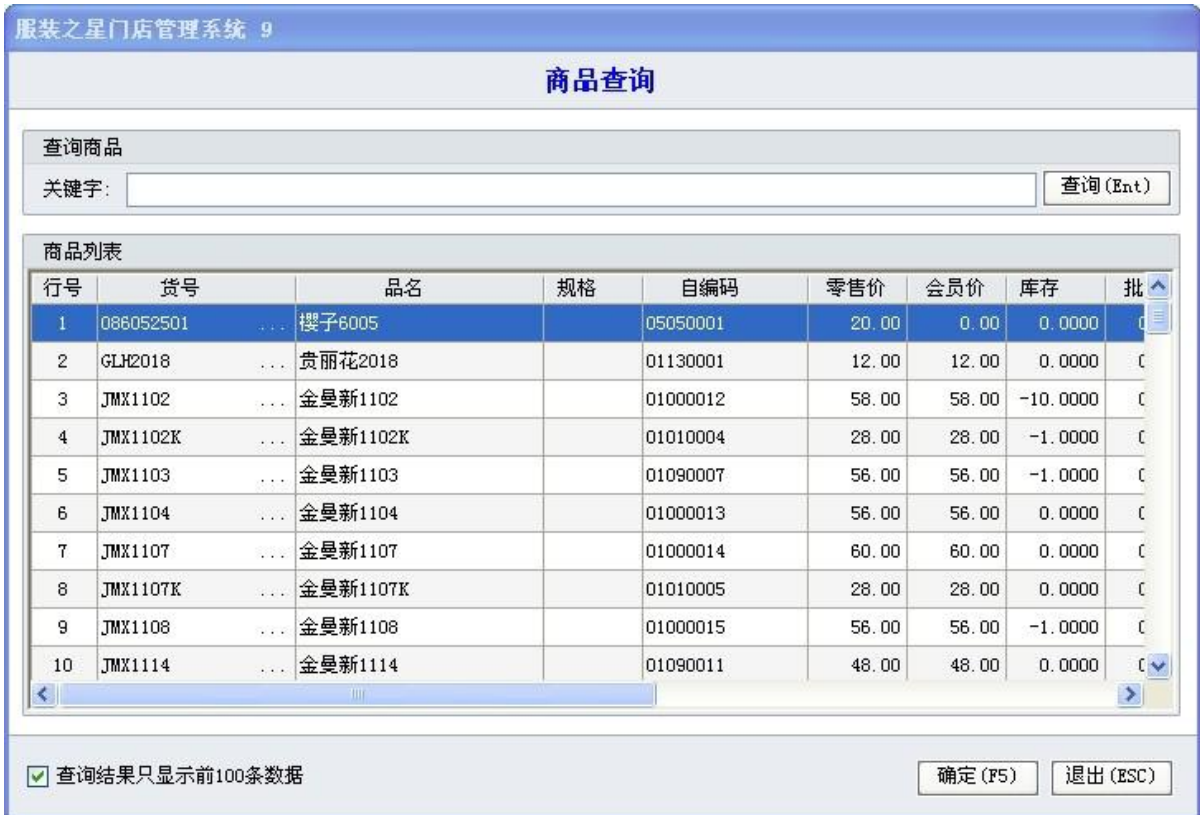 服装之星门店管理系统 9
商品查询
查询商品
关键字: 查询(Ent)
商品列表
行号 货号 品名 规格 自编码 零售价 会员价 库存 批
1 086052501 ... 樱子6005 05050001 20.00 0.00 0.0000
2 GLH2018 ... 贵丽花2018 01130001 12.00 12.00 0.0000
3 JMX1102 ... 金曼新1102 01000012 58.00 58.00 -10.0000
4 JMX1102K ... 金曼新1102K 01010004 28.00 28.00 -1.0000
5 JMX1103 ... 金曼新1103 01090007 56.00 56.00 -1.0000
6 JMX1104 ... 金曼新1104 01000013 56.00 56.00 0.0000
7 JMX1107 ... 金曼新1107 01000014 60.00 60.00 0.0000
8 JMX1107K ... 金曼新1107K 01010005 28.00 28.00 0.0000
9 JMX1108 ... 金曼新1108 01000015 56.00 56.00 -1.0000
10 JMX1114 ... 金曼新1114 01090011 48.00 48.00 0.0000
查询结果只显示前100条数据 确定(F5) 退出(ESC)